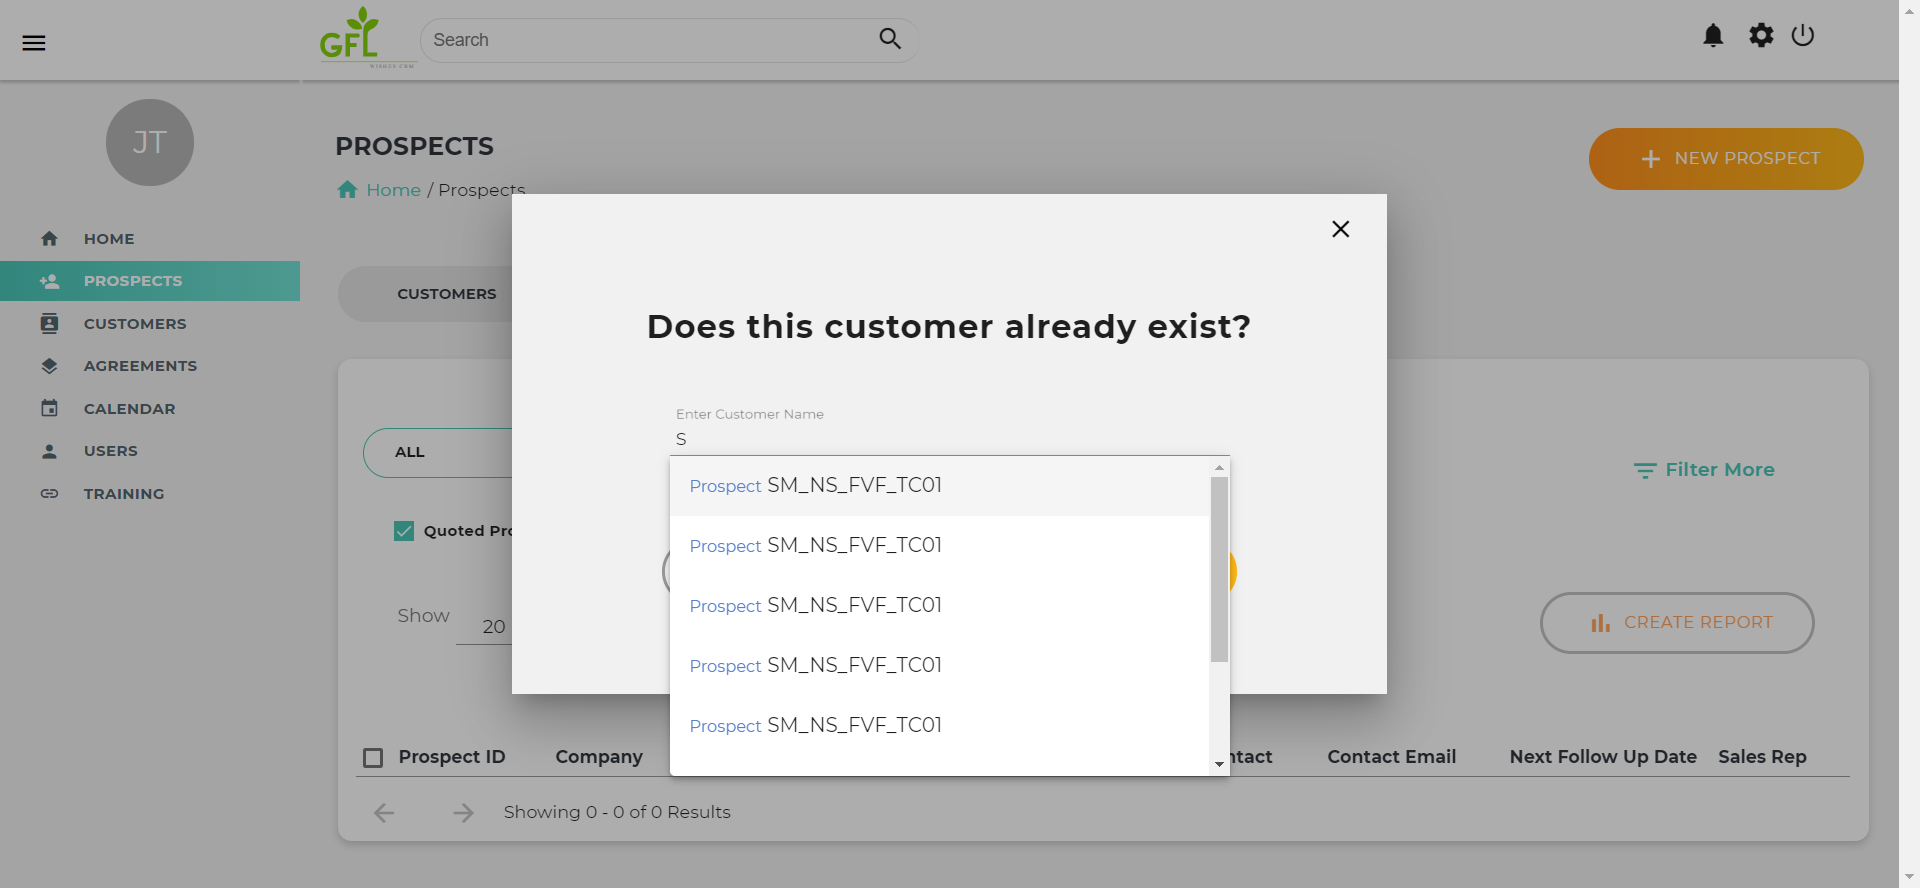 GFL
WISHES CRM
Search
JT
HOME
PROSPECTS
CUSTOMERS
AGREEMENTS
CALENDAR
USERS
TRAINING
PROSPECTS
Home / Prospects
NEW PROSPECT
CUSTOMERS
Does this customer already exist?
Enter Customer Name
S
Prospect SM_NS_FVF_TC01
Prospect SM_NS_FVF_TC01
Prospect SM_NS_FVF_TC01
Prospect SM_NS_FVF_TC01
Prospect SM_NS_FVF_TC01
ALL
Filter More
Quoted Pro
Show 20
CREATE REPORT
Prospect ID Company ntact Contact Email Next Follow Up Date Sales Rep
Showing 0 - 0 of 0 Results